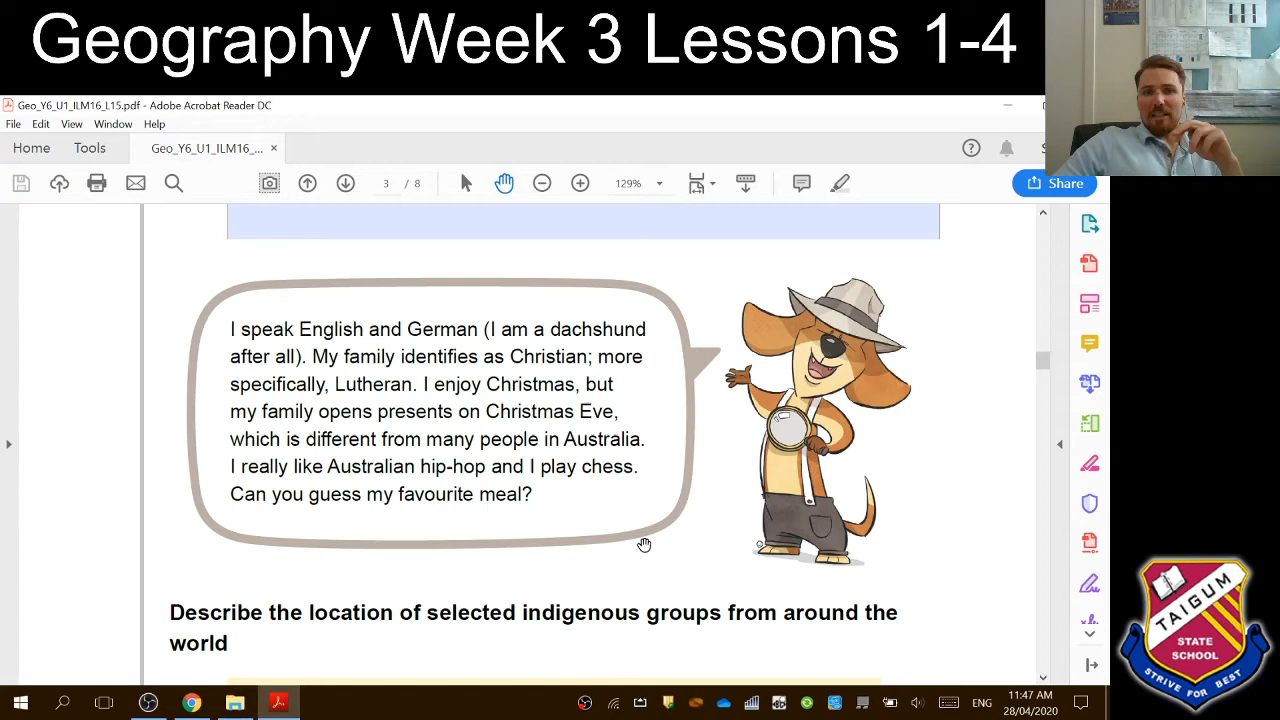 Geography Week 3 Lessons 1-4
Geo_Y6_U1_ILM16_L15.pdf - Adobe Acrobat Reader DC
File Edit View Window Help
Home Tools Geo_Y6_U1_ILM16_... ×
3 / 8 129% Share
I speak English and German (I am a dachshund
after all). My family identifies as Christian; more
specifically, Lutheran. I enjoy Christmas, but
my family opens presents on Christmas Eve,
which is different from many people in Australia.
I really like Australian hip-hop and I play chess.
Can you guess my favourite meal?
Describe the location of selected indigenous groups from around the
world
TAIGUM
STATE
SCHOOL
STRIVE FOR BEST
ENG
11:47 AM
28/04/2020